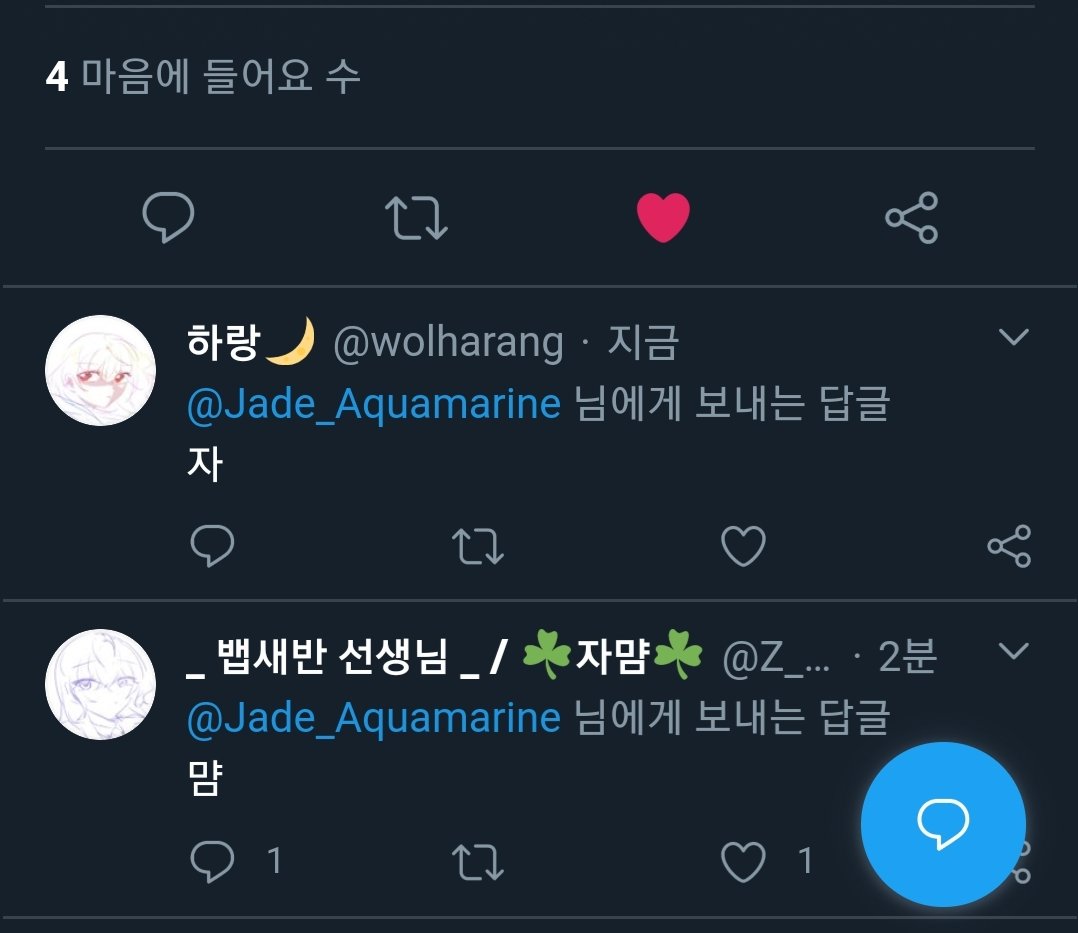 4 마음에 들어요 수
하랑🌙 @wolharang · 지금
@Jade_Aquamarine 님에게 보내는 답글
자
_ 뱁새반 선생님 _ / ☘️자먐☘️ @Z_... · 2분
@Jade_Aquamarine 님에게 보내는 답글
먐
1 1